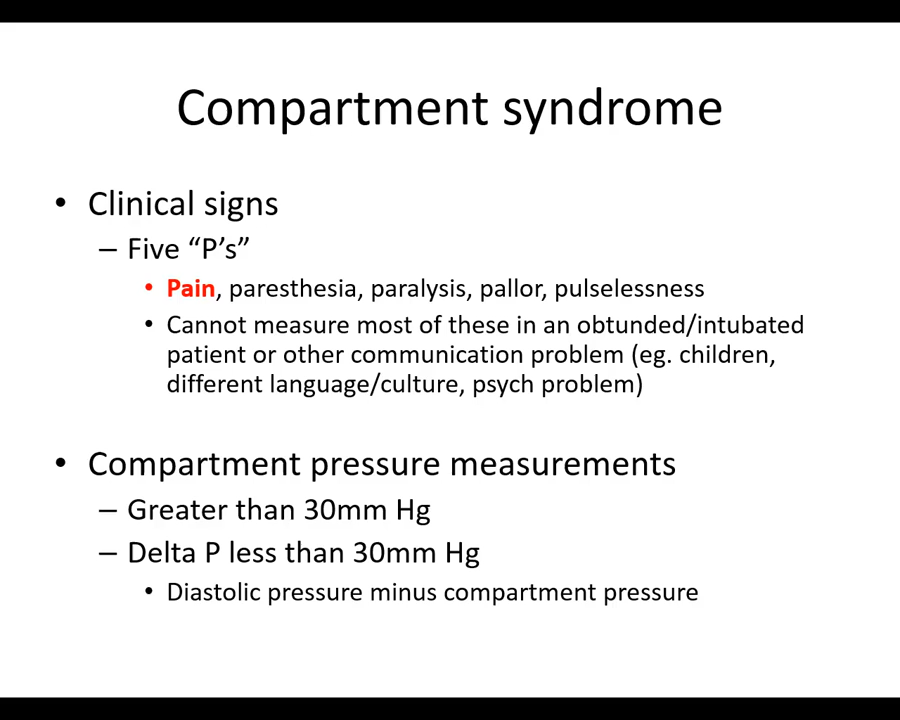 Compartment syndrome
• Clinical signs
– Five “P’s”
• Pain, paresthesia, paralysis, pallor, pulselessness
• Cannot measure most of these in an obtunded/intubated
patient or other communication problem (eg. children,
different language/culture, psych problem)
• Compartment pressure measurements
– Greater than 30mm Hg
– Delta P less than 30mm Hg
• Diastolic pressure minus compartment pressure